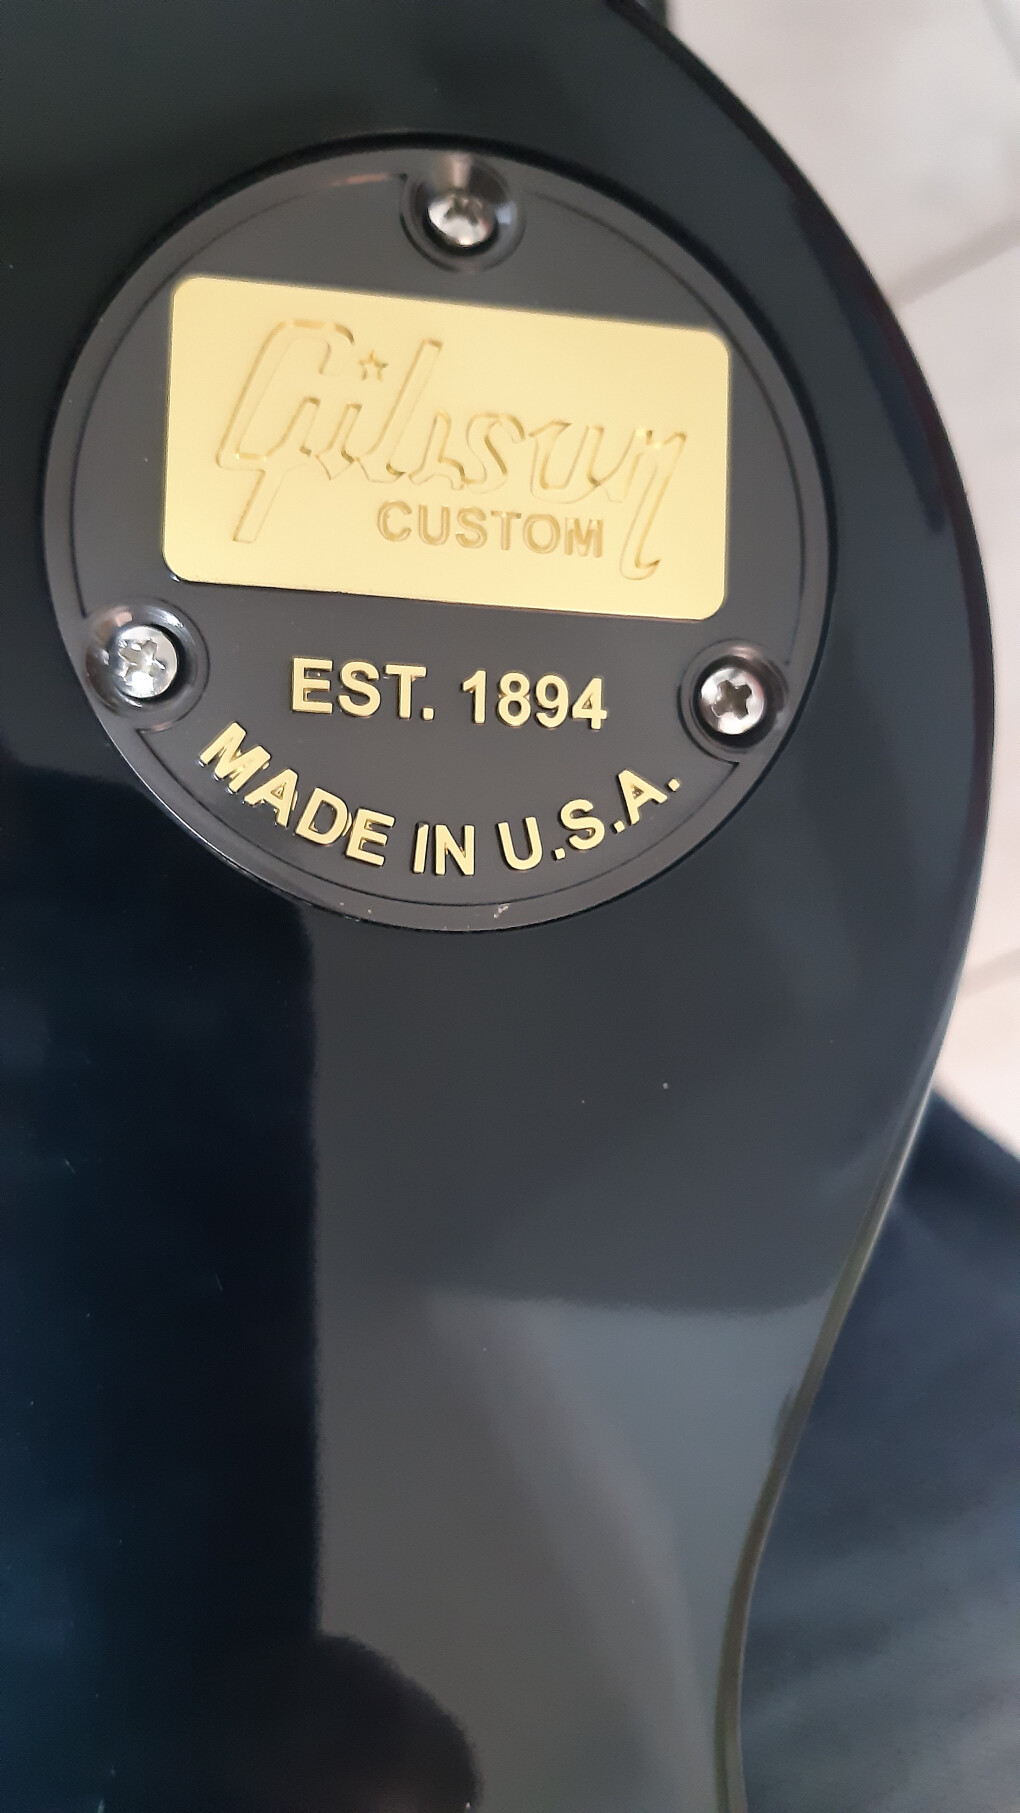 Gibson
CUSTOM
EST. 1894
MADE IN U.S.A.